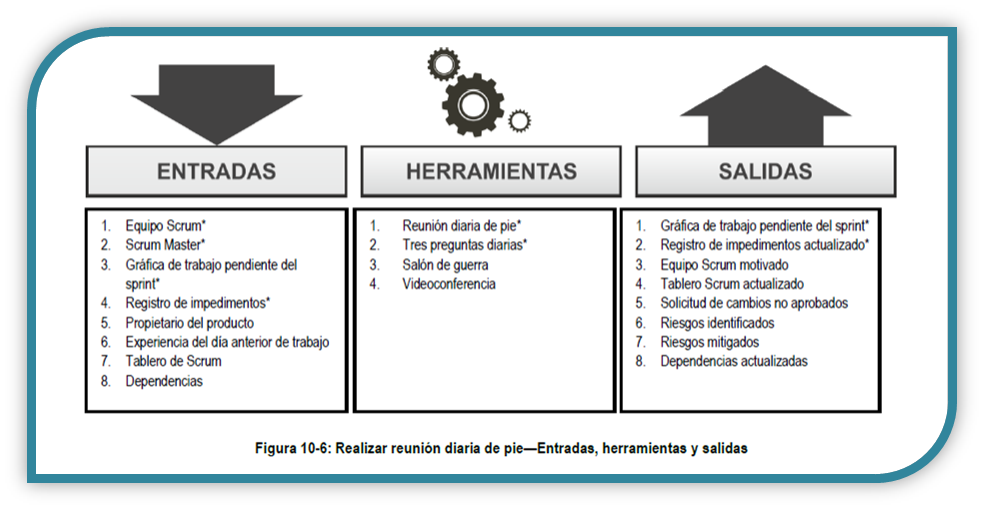 ENTRADAS
1. Equipo Scrum*
2. Scrum Master*
3. Gráfica de trabajo pendiente del
sprint*
4. Registro de impedimentos*
5. Propietario del producto
6. Experiencia del día anterior de trabajo
7. Tablero de Scrum
8. Dependencias
HERRAMIENTAS
1. Reunión diaria de pie*
2. Tres preguntas diarias*
3. Salón de guerra
4. Videoconferencia
SALIDAS
1. Gráfica de trabajo pendiente del sprint*
2. Registro de impedimentos actualizado*
3. Equipo Scrum motivado
4. Tablero Scrum actualizado
5. Solicitud de cambios no aprobados
6. Riesgos identificados
7. Riesgos mitigados
8. Dependencias actualizadas
Figura 10-6: Realizar reunión diaria de pie—Entradas, herramientas y salidas